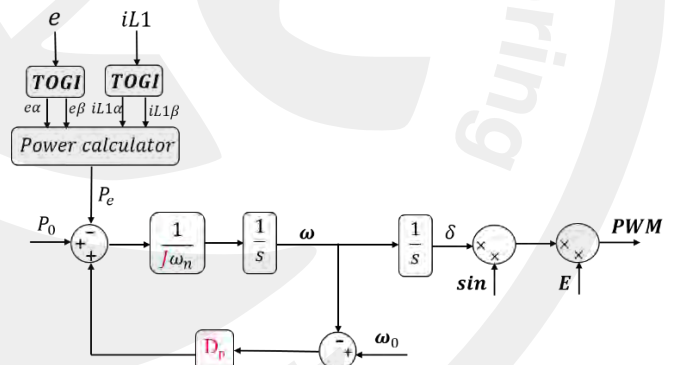 e iL1
TOGI TOGI
eα eβ iL1α iL1β
Power calculator
Pₑ
P₀ + - + 1/Jωₙ 1/s ω 1/s δ × × × × PWM
sin E
Dₚ - + ω₀
ring